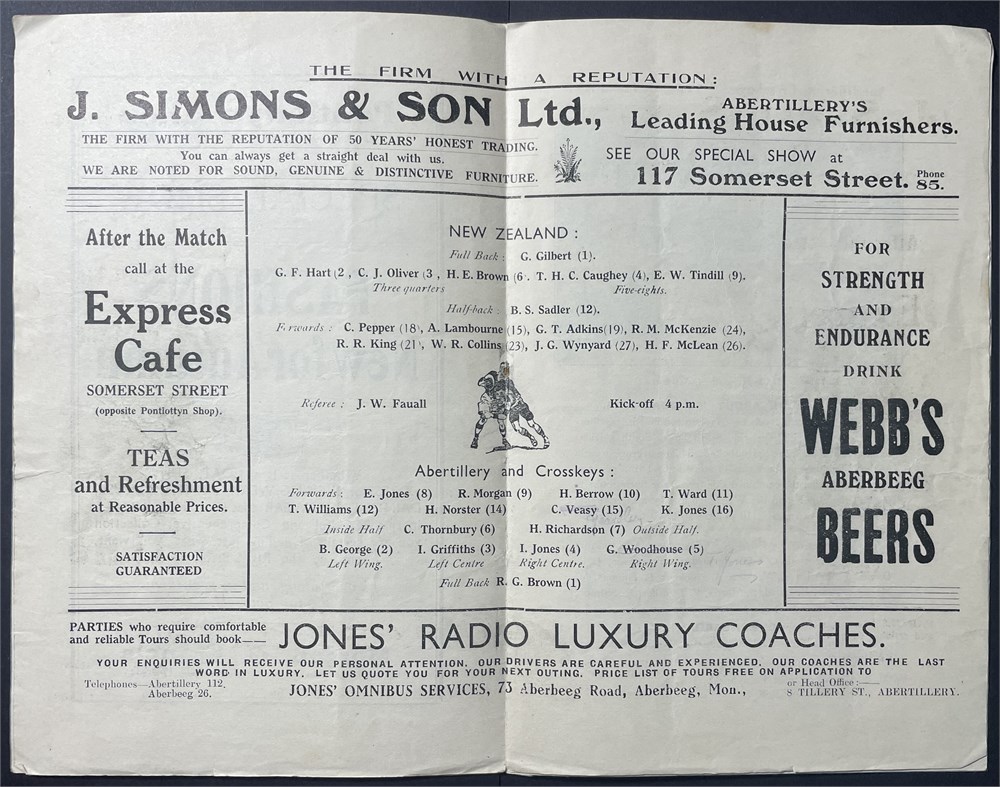 THE FIRM WITH A REPUTATION:
J. SIMONS & SON Ltd.,
ABERTILLERY'S
Leading House Furnishers.
THE FIRM WITH THE REPUTATION OF 50 YEARS' HONEST TRADING.
You can always get a straight deal with us.
WE ARE NOTED FOR SOUND, GENUINE & DISTINCTIVE FURNITURE.
SEE OUR SPECIAL SHOW at
117 Somerset Street. Phone 85.
After the Match
call at the
Express
Cafe
SOMERSET STREET
(opposite Pontlottyn Shop).
TEAS
and Refreshment
at Reasonable Prices.
SATISFACTION
GUARANTEED
NEW ZEALAND:
Full Back: G. Gilbert (1).
G. F. Hart (2 , C. J. Oliver (3 , H. E. Brown (6 , T. H. C. Caughey (4), E. W. Tindill (9).
Three quarters Five-eights.
Half-back: B. S. Sadler (12).
Forwards: C. Pepper (18), A. Lambourne (15), G. T. Adkins (19), R. M. McKenzie (24),
R. R. King (21), W. R. Collins (23), J. G. Wynyard (27), H. F. McLean (26).
Referee: J. W. Fauall Kick-off 4 p.m.
Abertillery and Crosskeys:
Forwards: E. Jones (8) R. Morgan (9) H. Berrow (10) T. Ward (11)
T. Williams (12) H. Norster (14) C. Veasy (15) K. Jones (16)
Inside Half C. Thornbury (6) H. Richardson (7) Outside Half.
B. George (2) I. Griffiths (3) I. Jones (4) G. Woodhouse (5)
Left Wing. Left Centre Right Centre. Right Wing.
Full Back R. G. Brown (1)
FOR
STRENGTH
AND
ENDURANCE
DRINK
WEBB'S
ABERBEEG
BEERS
PARTIES who require comfortable
and reliable Tours should book—
JONES' RADIO LUXURY COACHES.
YOUR ENQUIRIES WILL RECEIVE OUR PERSONAL ATTENTION. OUR DRIVERS ARE CAREFUL AND EXPERIENCED. OUR COACHES ARE THE LAST
WORD IN LUXURY. LET US QUOTE YOU FOR YOUR NEXT OUTING. PRICE LIST OF TOURS FREE ON APPLICATION TO
Telephones—Abertillery 112.
Aberbeeg 26.
JONES' OMNIBUS SERVICES, 73 Aberbeeg Road, Aberbeeg, Mon.,
or Head Office:—
8 TILLERY ST., ABERTILLERY.